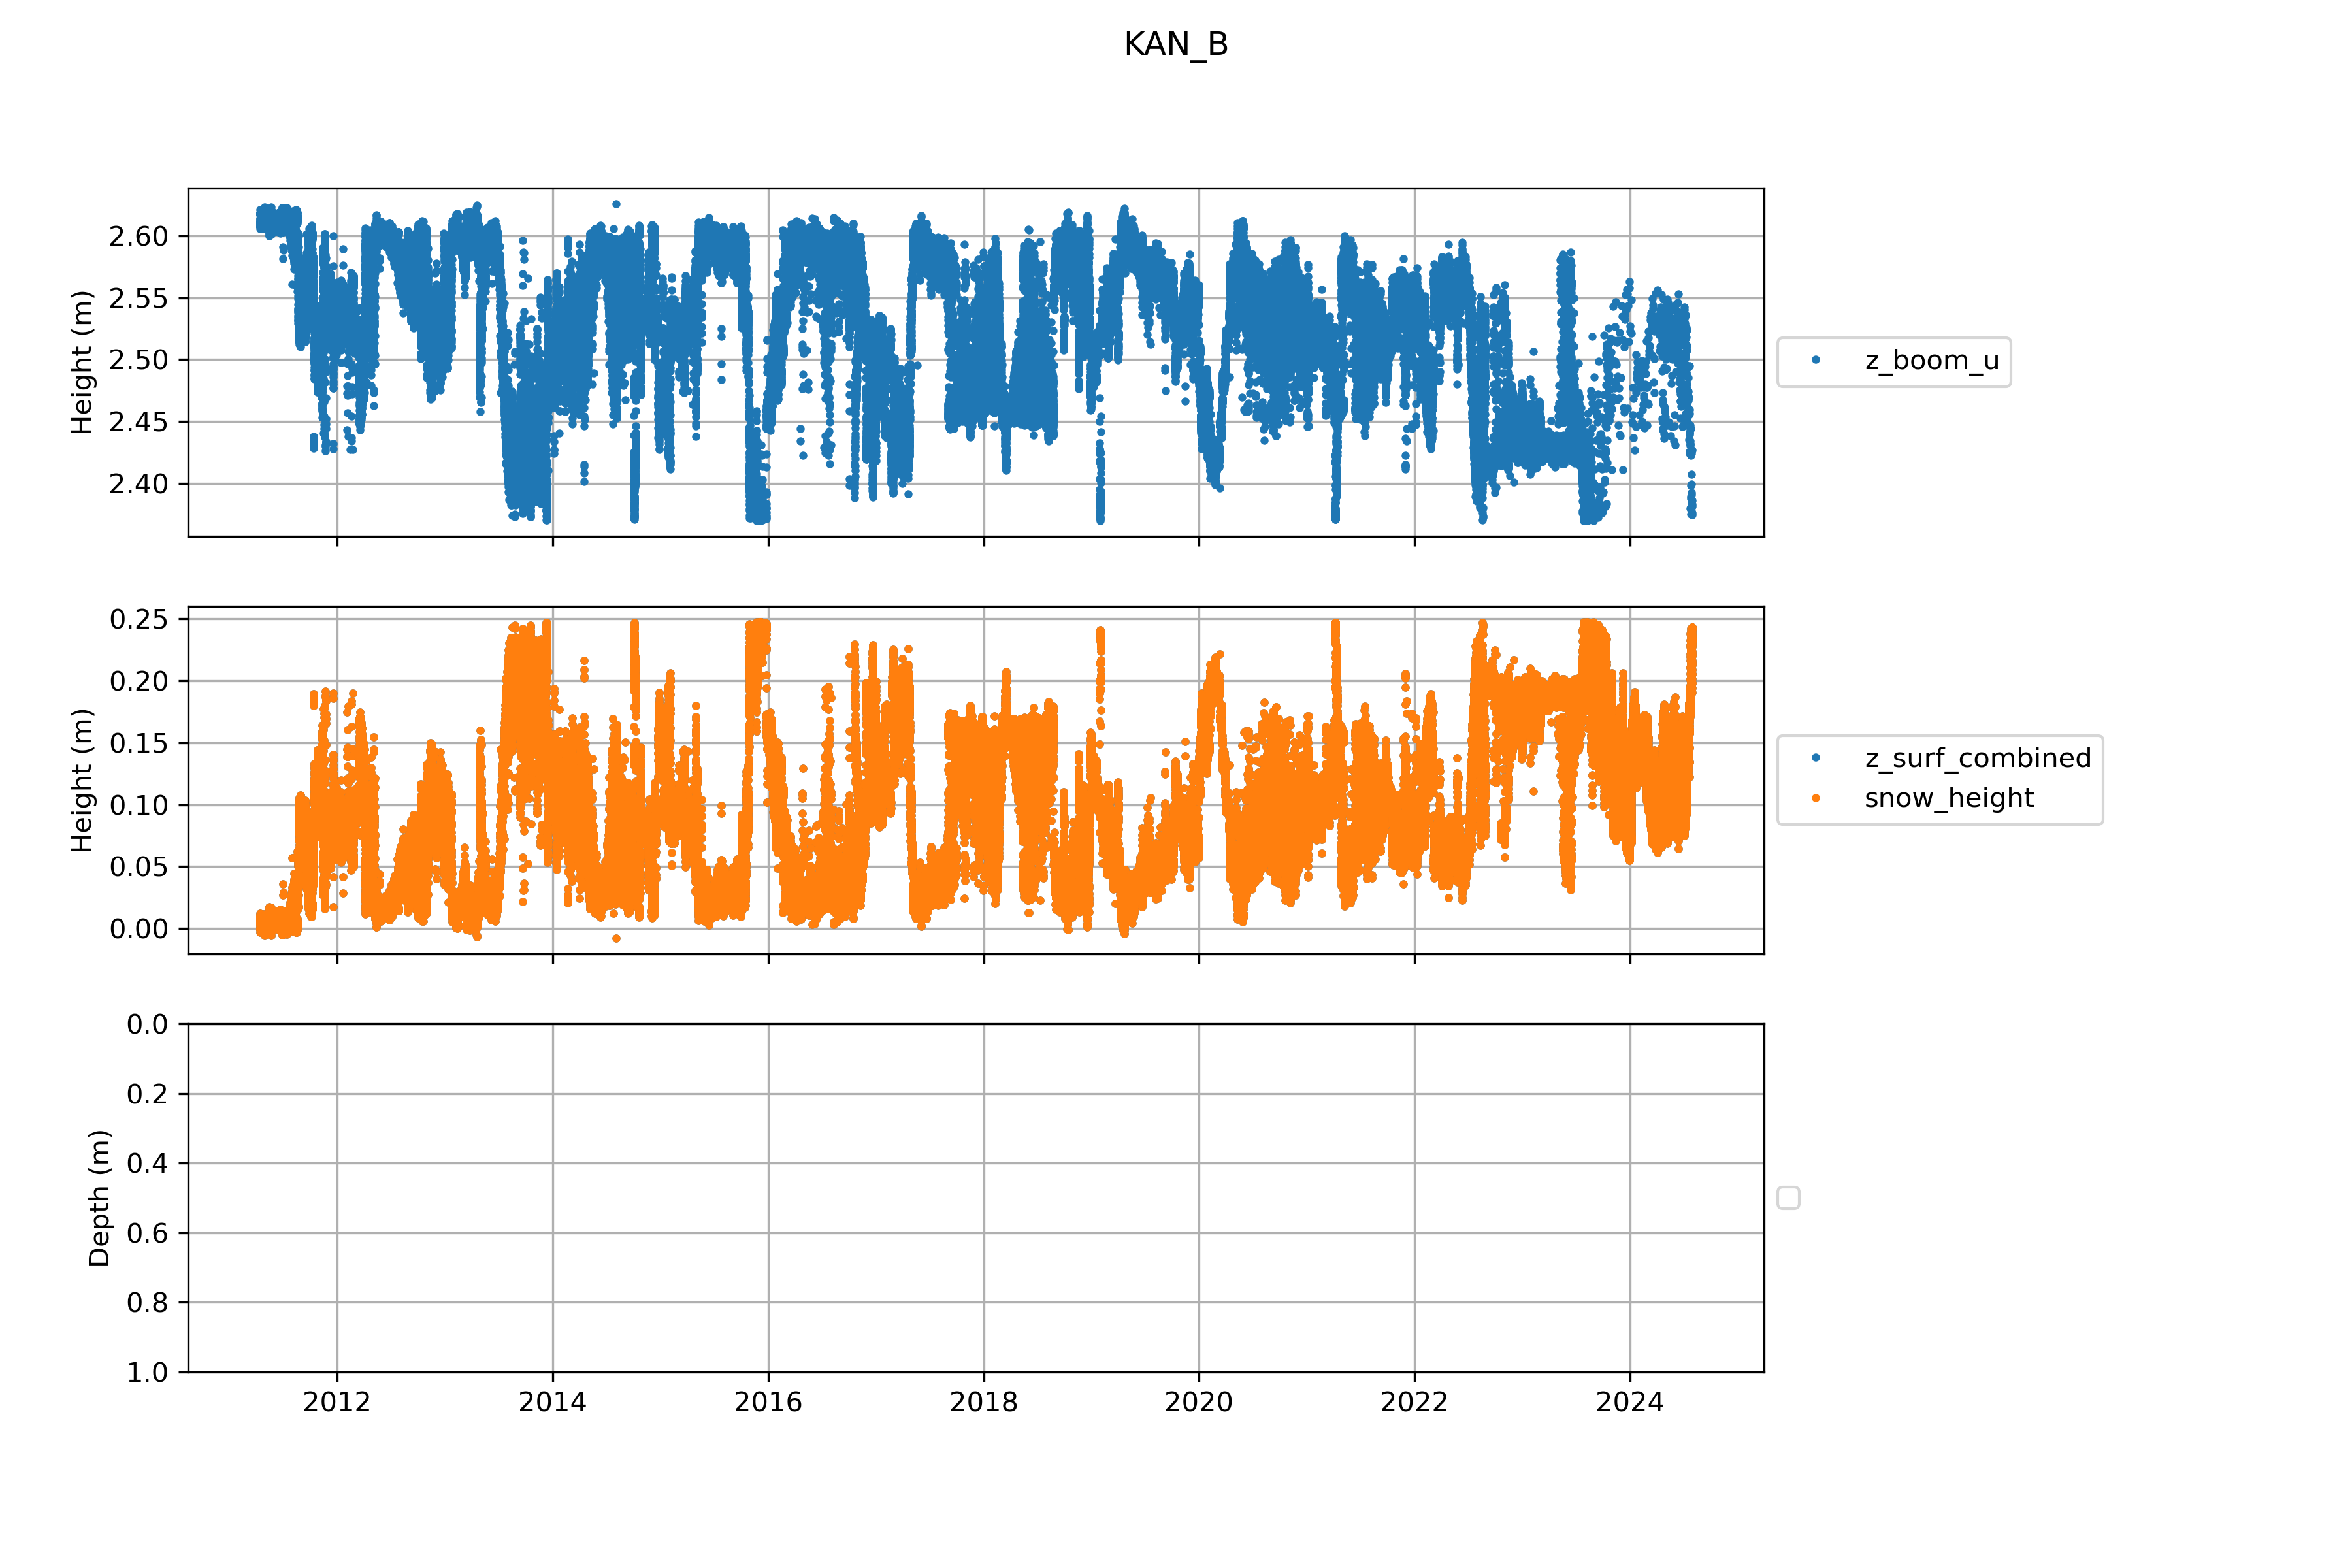 KAN_B
Height (m)
2.60
2.55
2.50
2.45
2.40
z_boom_u
Height (m)
0.25
0.20
0.15
0.10
0.05
0.00
z_surf_combined
snow_height
Depth (m)
0.0
0.2
0.4
0.6
0.8
1.0
2012 2014 2016 2018 2020 2022 2024